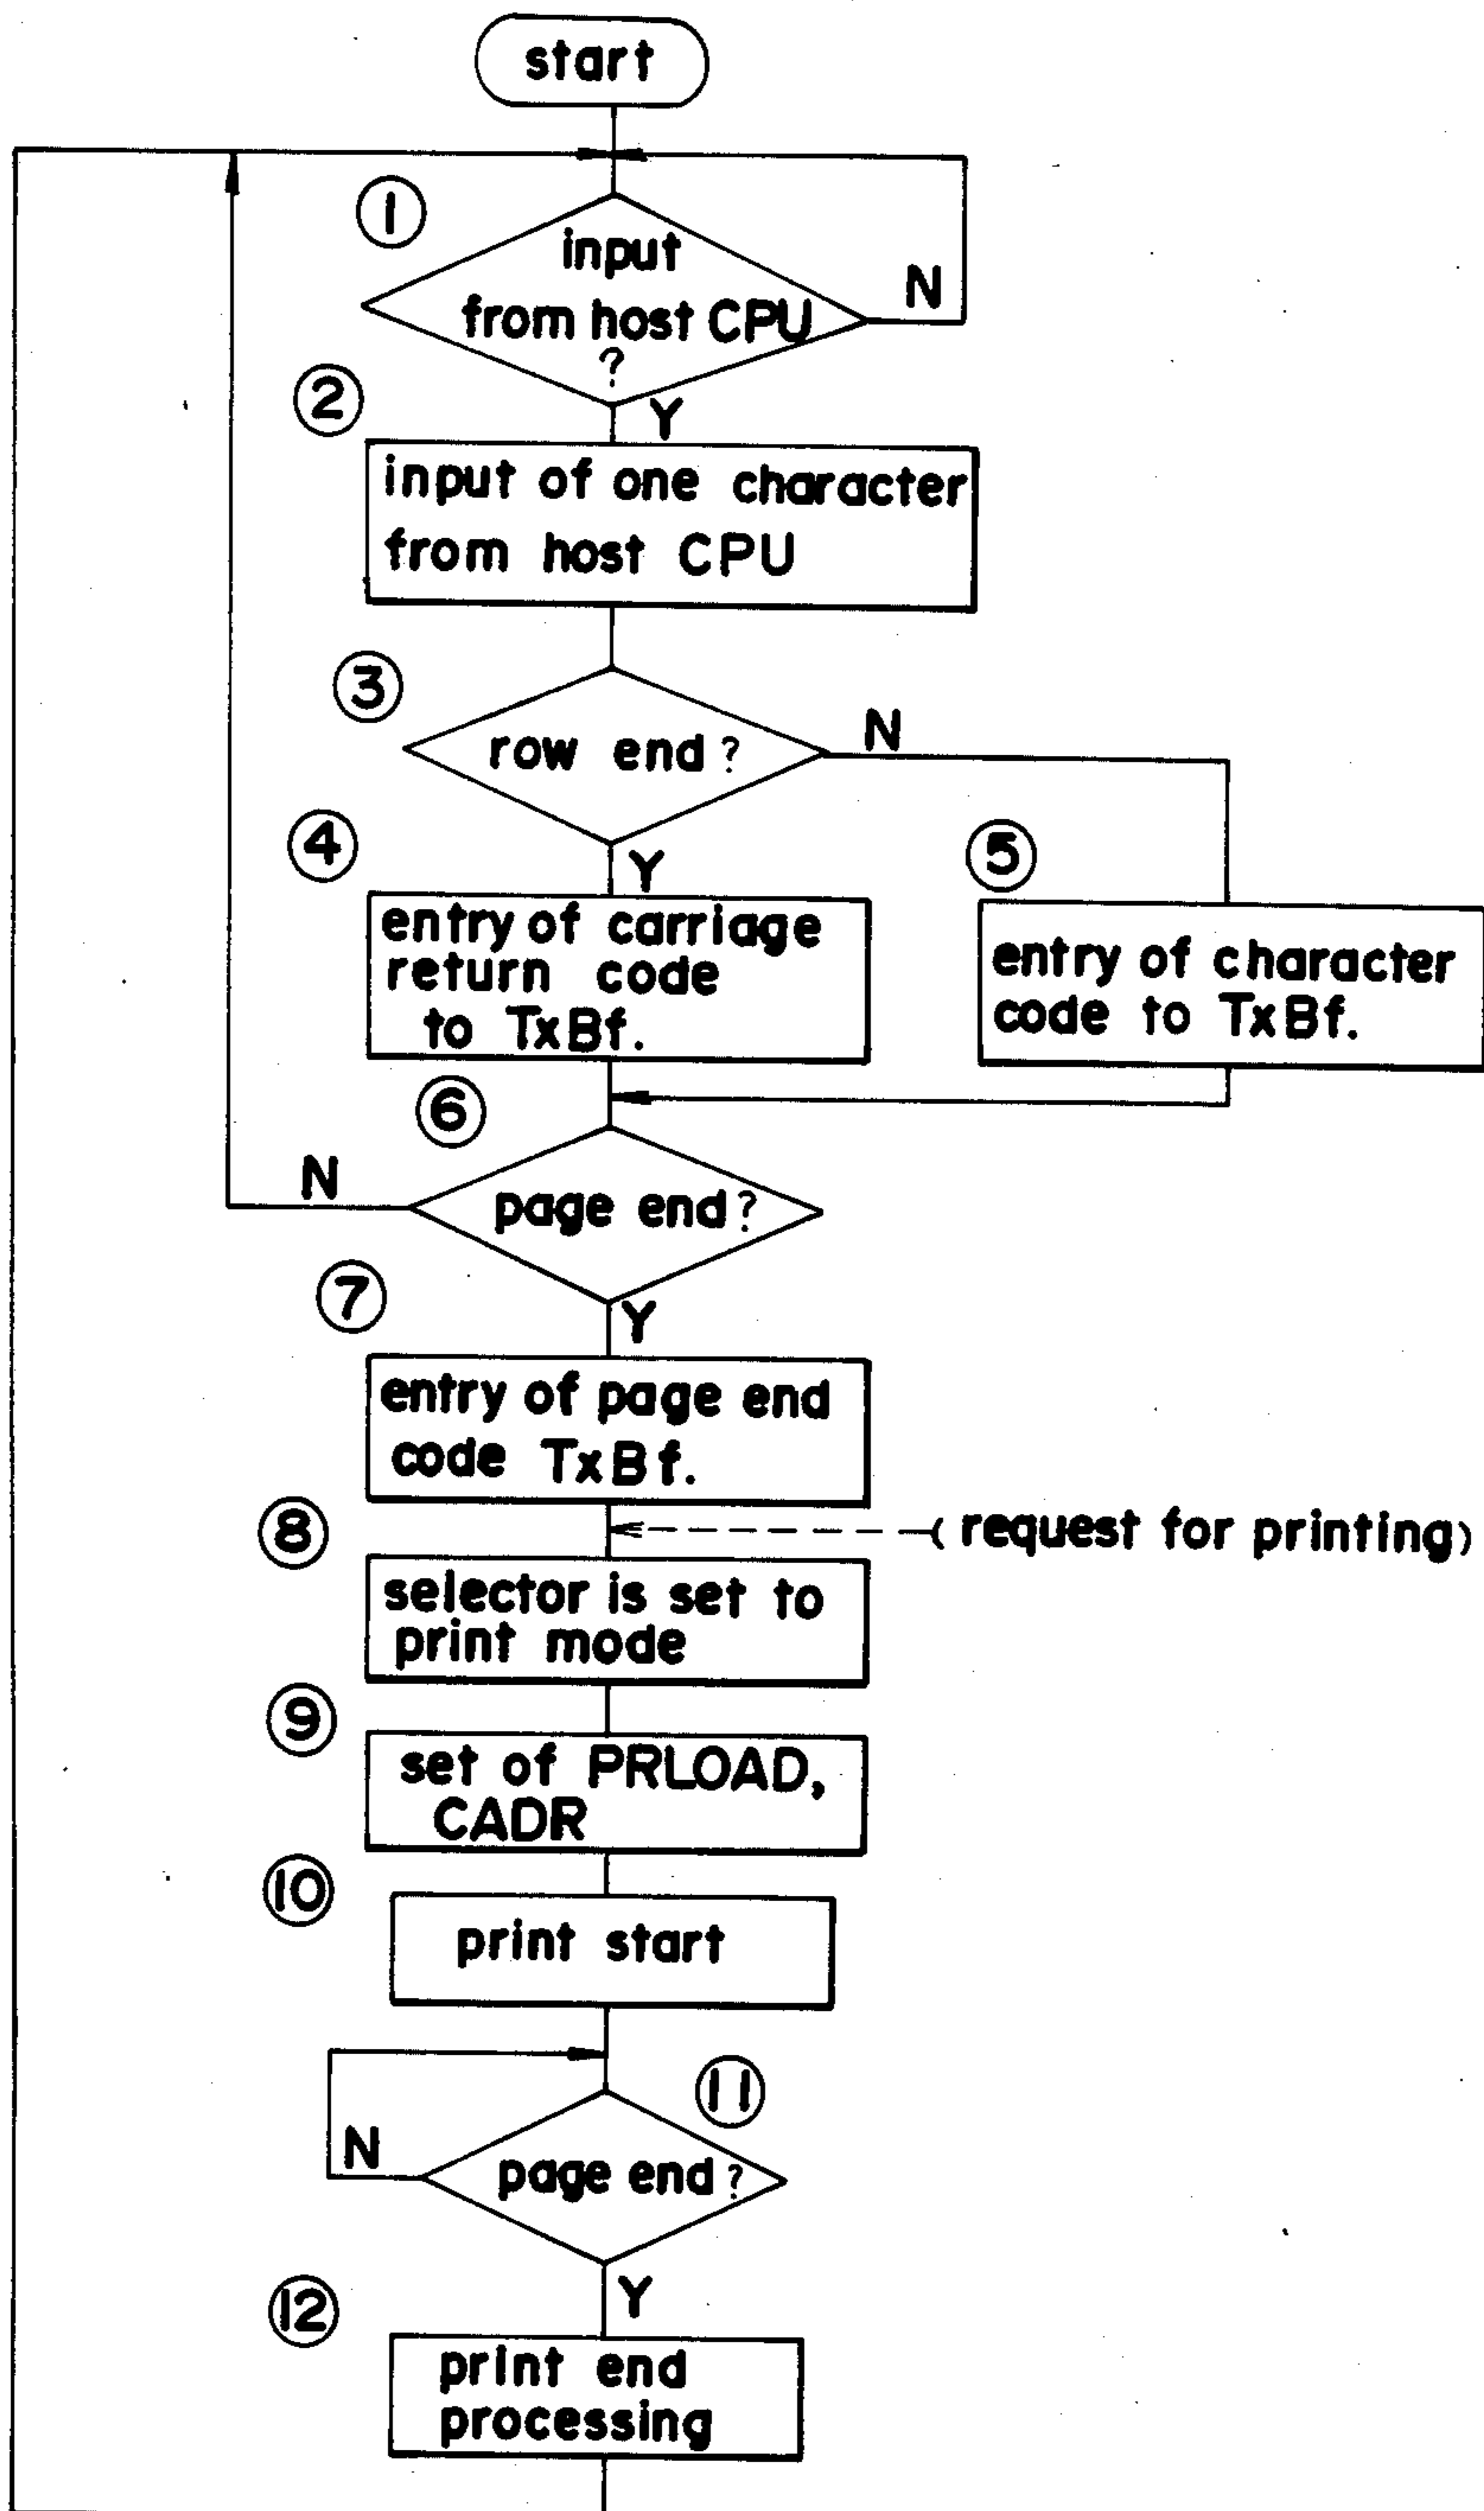 start
①
input
from host CPU
?
N
②
Y
input of one character
from host CPU
③
row end?
N
④
Y
entry of carriage
return code
to TxBf.
⑤
entry of character
code to TxBf.
⑥
page end?
N
⑦
Y
entry of page end
code TxBf.
⑧
(request for printing)
selector is set to
print mode
⑨
set of PRLOAD,
CADR
⑩
print start
⑪
page end?
N
⑫
Y
print end
processing